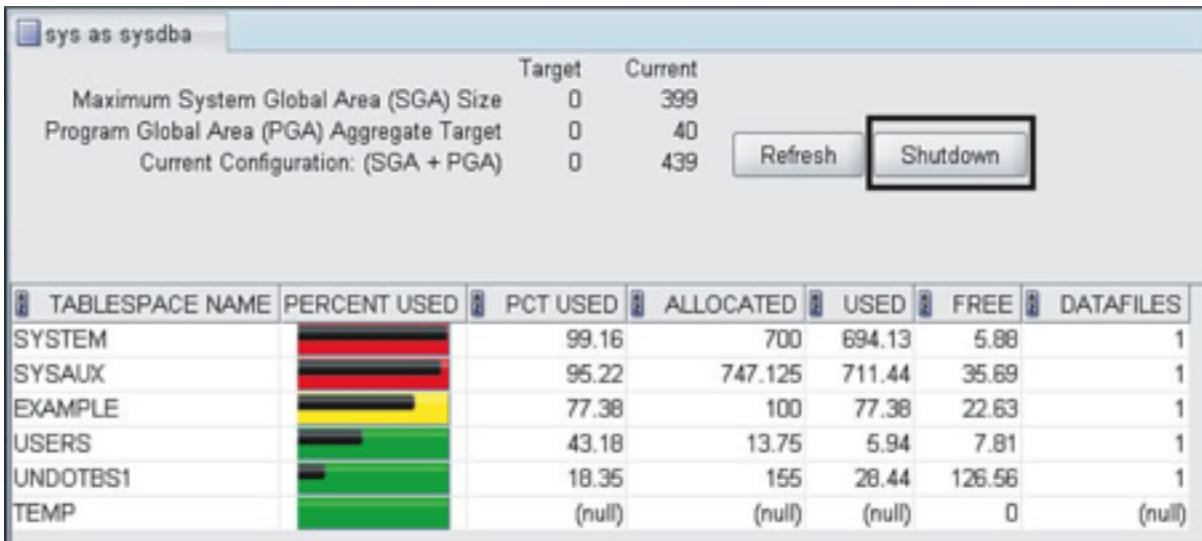 sys as sysdba
Target Current
Maximum System Global Area (SGA) Size 0 399
Program Global Area (PGA) Aggregate Target 0 40
Current Configuration: (SGA + PGA) 0 439
Refresh Shutdown
TABLESPACE NAME PERCENT USED PCT USED ALLOCATED USED FREE DATAFILES
SYSTEM 99.16 700 694.13 5.88 1
SYSAUX 95.22 747.125 711.44 35.69 1
EXAMPLE 77.38 100 77.38 22.63 1
USERS 43.18 13.75 5.94 7.81 1
UNDOTBS1 18.35 155 28.44 126.56 1
TEMP (null) (null) (null) 0 (null)